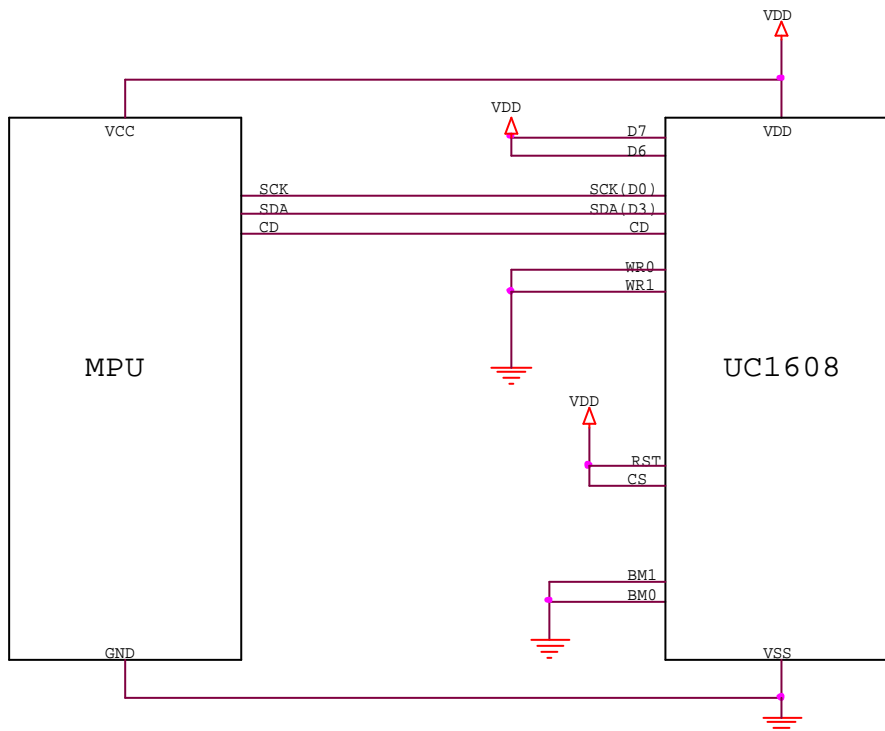 VDD
VDD
VCC
D7
VDD
D6
SCK
SCK(D0)
SDA
SDA(D3)
CD
CD
WR0
WR1
MPU
UC1608
VDD
RST
CS
BM1
BM0
GND
VSS